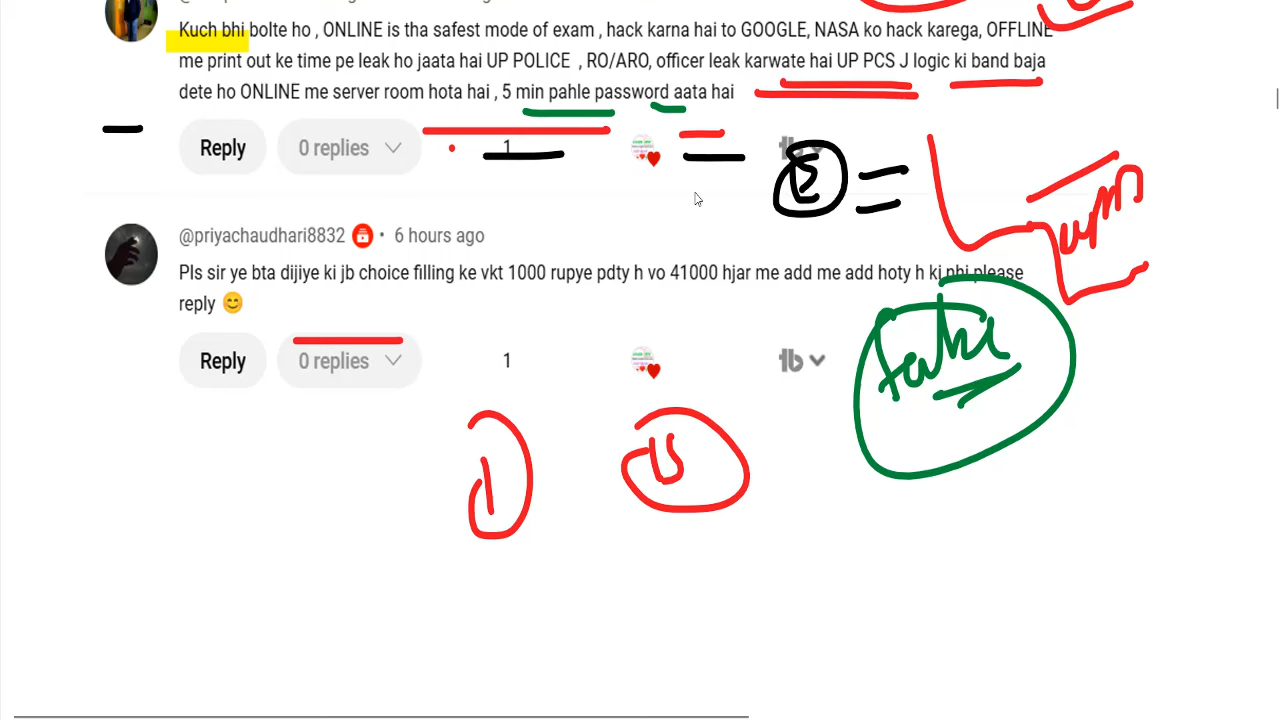 Kuch bhi bolte ho , ONLINE is tha safest mode of exam , hack karna hai to GOOGLE, NASA ko hack karega, OFFLINE
me print out ke time pe leak ho jaata hai UP POLICE , RO/ARO, officer leak karwate hai UP PCS J logic ki band baja
dete ho ONLINE me server room hota hai , 5 min pahle password aata hai
Reply 0 replies 1
5
@priyachaudhari8832 • 6 hours ago
Pls sir ye bta dijiye ki jb choice filling ke vkt 1000 rupye pdty h vo 41000 hjar me add me add hoty h ki nhi please
reply 😊
Reply 0 replies 1